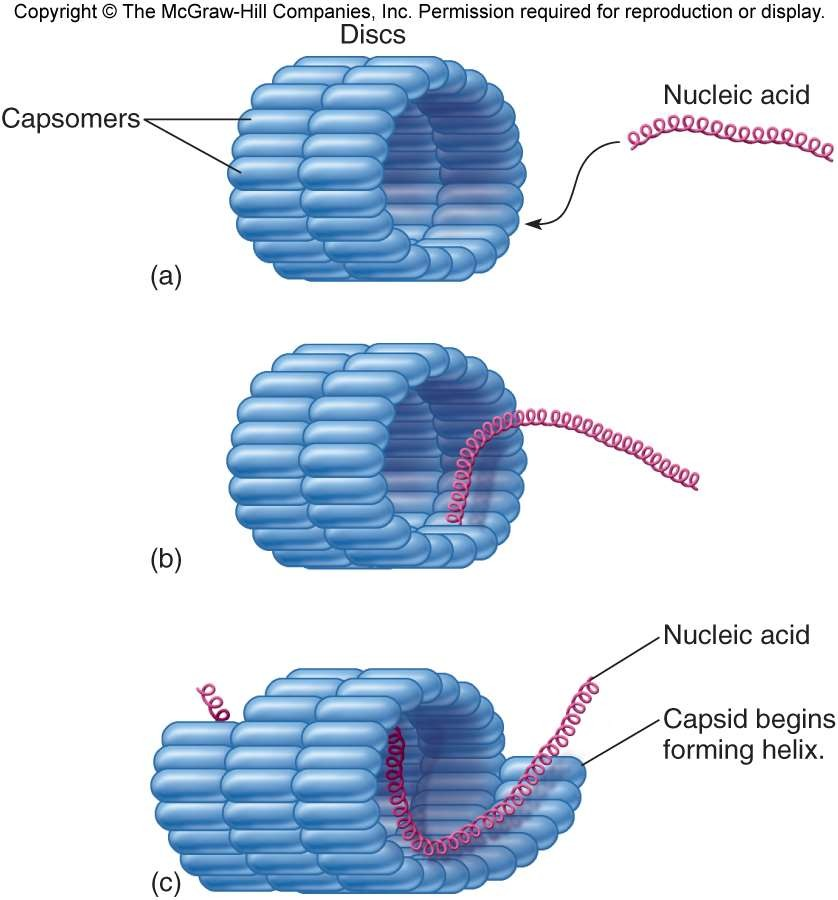 Copyright © The McGraw-Hill Companies, Inc. Permission required for reproduction or display.
Discs
Nucleic acid
Capsomers
(a)
(b)
Nucleic acid
Capsid begins
forming helix.
(c)